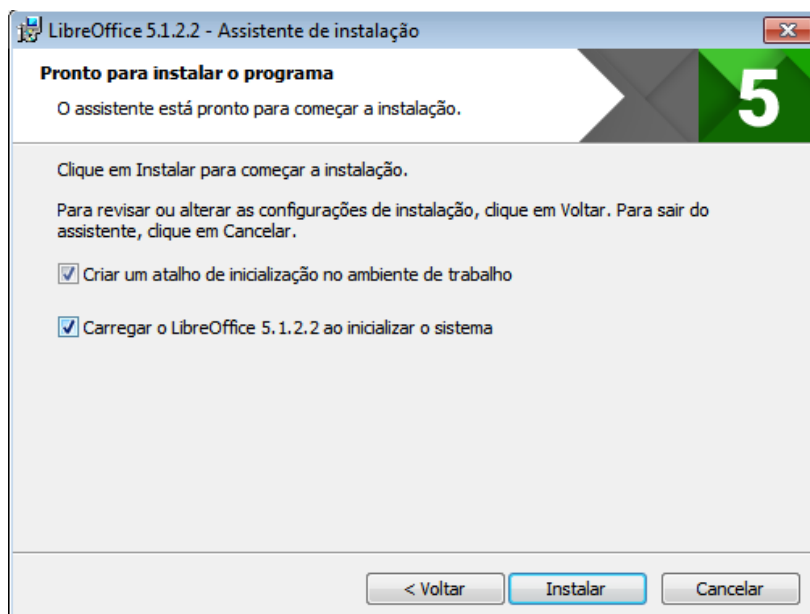 LibreOffice 5.1.2.2 - Assistente de instalação
Pronto para instalar o programa
O assistente está pronto para começar a instalação.
5
Clique em Instalar para começar a instalação.
Para revisar ou alterar as configurações de instalação, clique em Voltar. Para sair do
assistente, clique em Cancelar.
Criar um atalho de inicialização no ambiente de trabalho
Carregar o LibreOffice 5.1.2.2 ao inicializar o sistema
< Voltar
Instalar
Cancelar